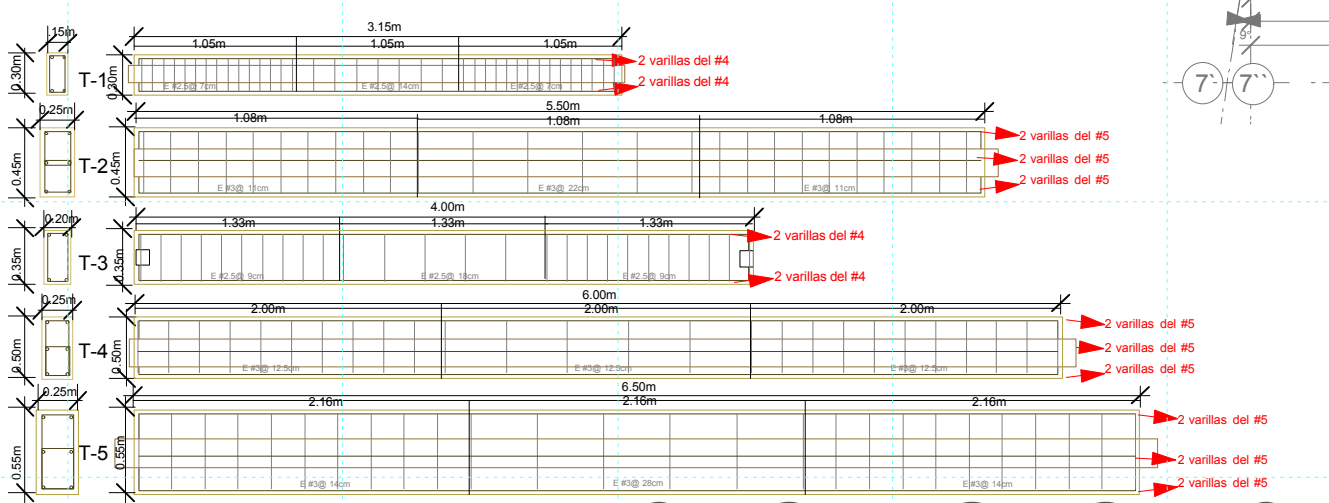 .15m
3.15m
1.05m 1.05m 1.05m
0.30m
T-1
0.30m
E #2.5@ 7cm E #2.5@ 14cm E #2.5@ 7cm
2 varillas del #4
2 varillas del #4
9°
7` 7``
0.25m
5.50m
1.08m 1.08m 1.08m
0.45m
T-2
0.45m
E #3@ 11cm E #3@ 22cm E #3@ 11cm
2 varillas del #5
2 varillas del #5
2 varillas del #5
0.20m
4.00m
1.33m 1.33m 1.33m
0.35m
T-3
0.35m
E #2.5@ 9cm E #2.5@ 18cm E #2.5@ 9cm
2 varillas del #4
2 varillas del #4
0.25m
6.00m
2.00m 2.00m 2.00m
0.50m
T-4
0.50m
E #3@ 12.5cm E #3@ 12.5cm E #3@ 12.5cm
2 varillas del #5
2 varillas del #5
2 varillas del #5
0.25m
6.50m
2.16m 2.16m 2.16m
0.55m
T-5
0.55m
E #3@ 14cm E #3@ 28cm E #3@ 14cm
2 varillas del #5
2 varillas del #5
2 varillas del #5